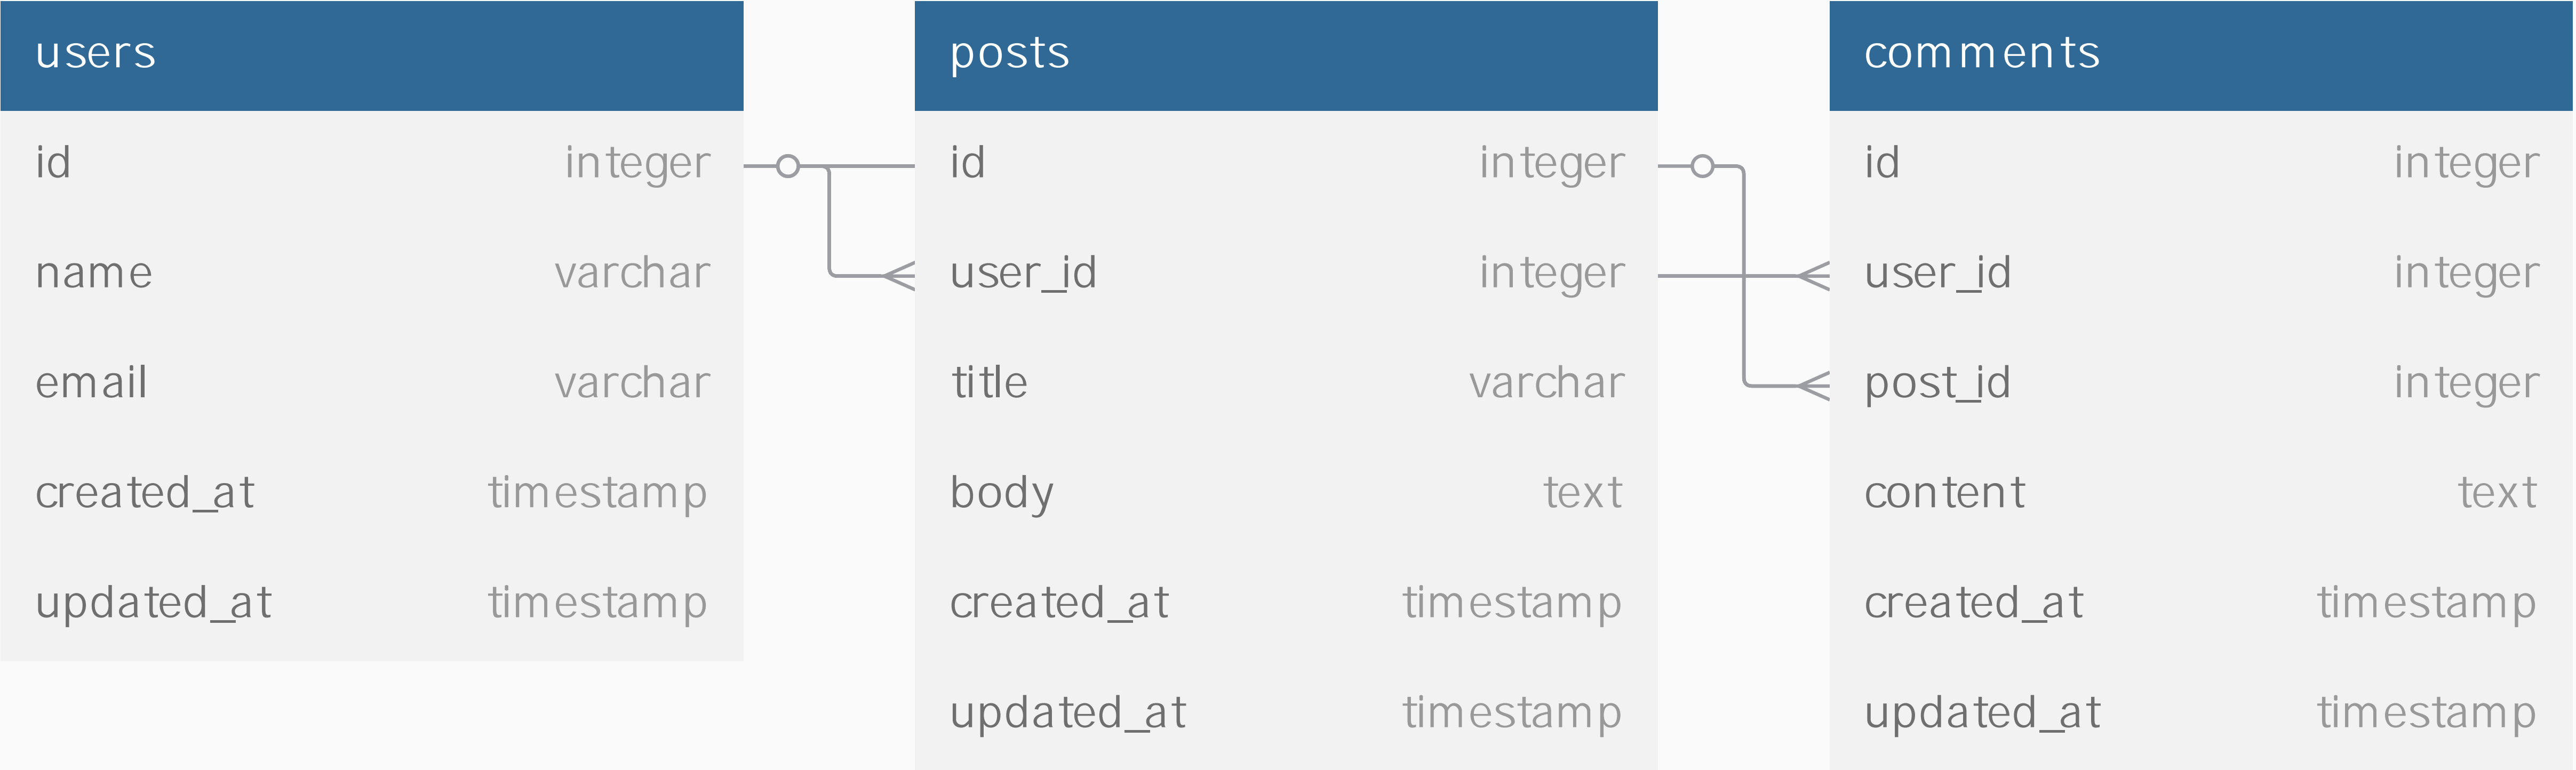 users
id integer
name varchar
email varchar
created_at timestamp
updated_at timestamp
posts
id integer
user_id integer
title varchar
body text
created_at timestamp
updated_at timestamp
comments
id integer
user_id integer
post_id integer
content text
created_at timestamp
updated_at timestamp